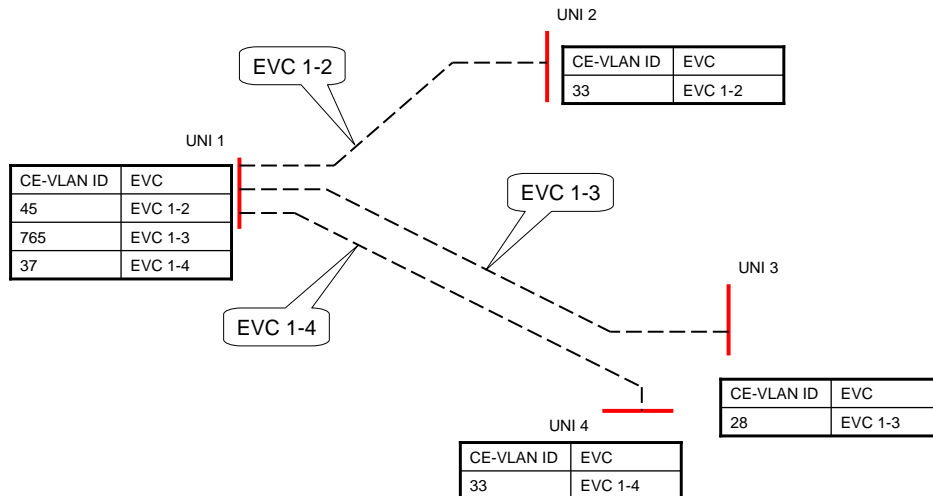 UNI 2
CE-VLAN ID EVC
33 EVC 1-2
EVC 1-2
UNI 1
CE-VLAN ID EVC
45 EVC 1-2
765 EVC 1-3
37 EVC 1-4
EVC 1-3
UNI 3
EVC 1-4
CE-VLAN ID EVC
28 EVC 1-3
UNI 4
CE-VLAN ID EVC
33 EVC 1-4